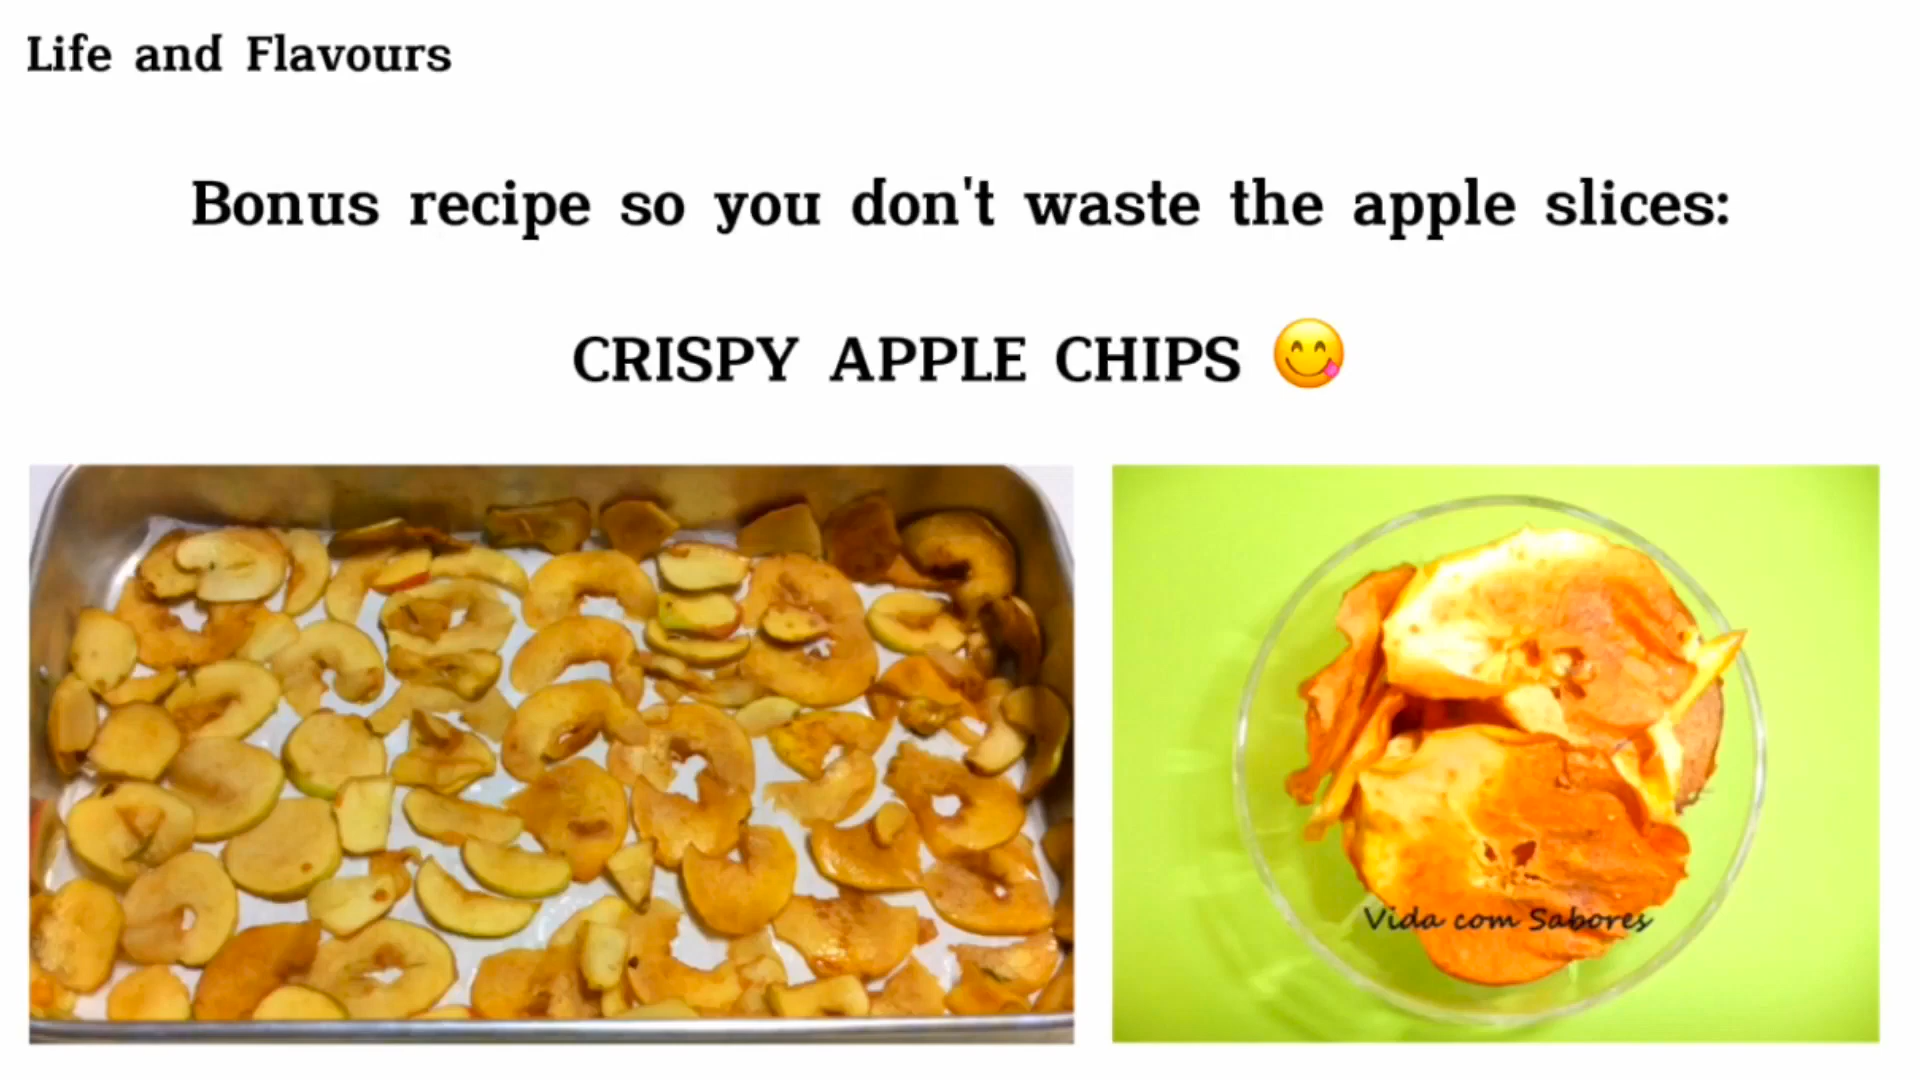 Life and Flavours
Bonus recipe so you don't waste the apple slices:
CRISPY APPLE CHIPS 😋
Vida com Sabores